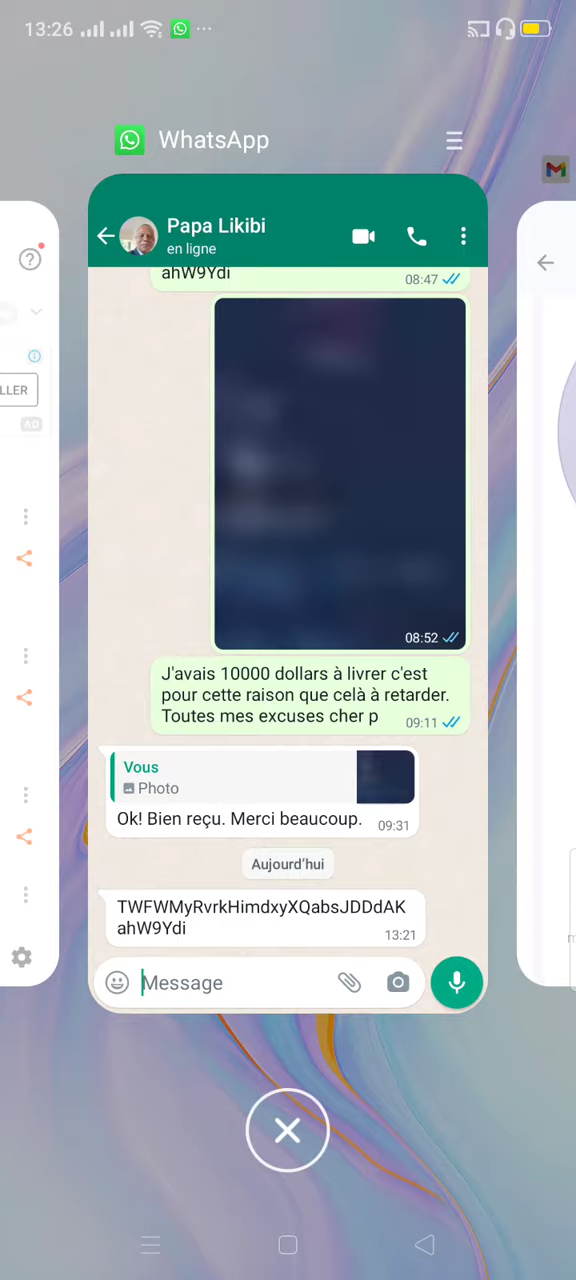 13:26
WhatsApp
Papa Likibi
en ligne
ahW9Ydi
08:47
LLER
AD
08:52
J'avais 10000 dollars à livrer c'est
pour cette raison que celà à retarder.
Toutes mes excuses cher p
09:11
Vous
Photo
Ok! Bien reçu. Merci beaucoup.
09:31
Aujourd'hui
TWFWMyRvrkHimdxyXQabsJDDdAK
ahW9Ydi
13:21
Message